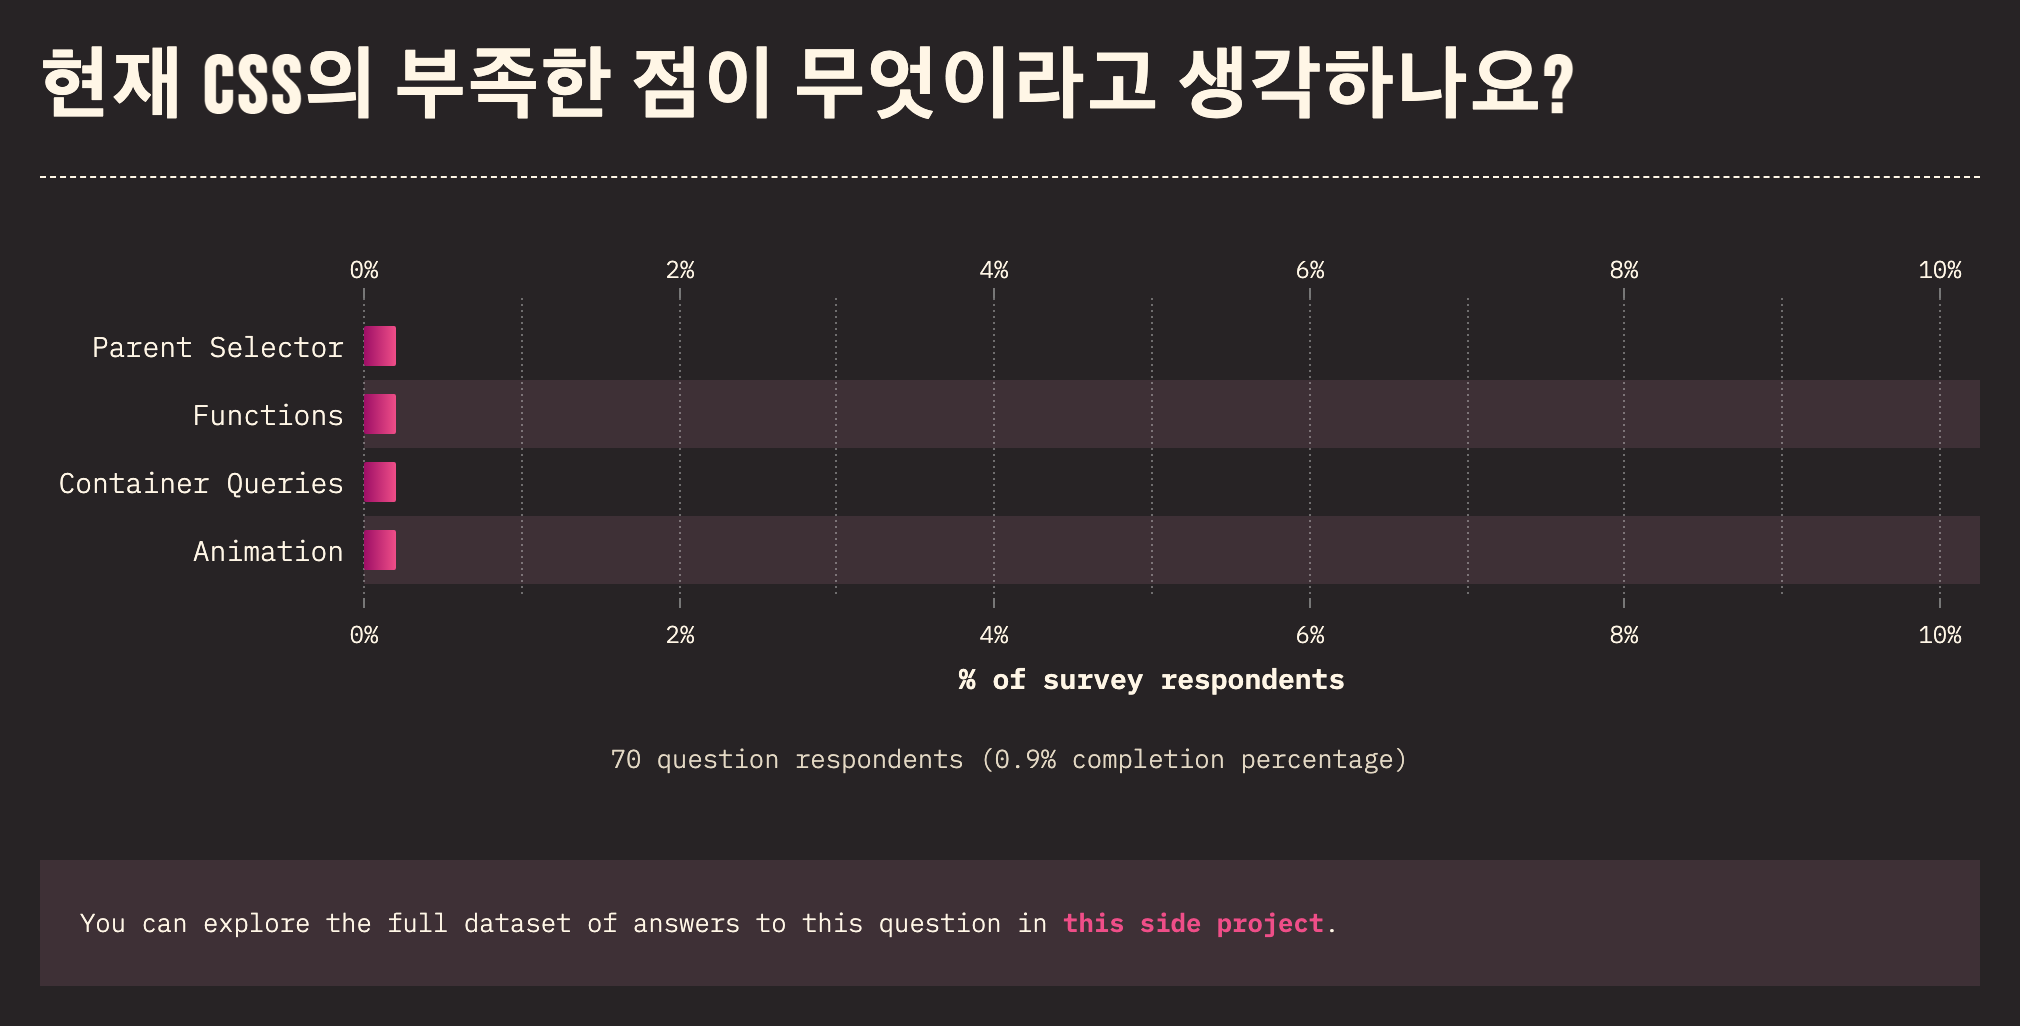 현재 CSS의 부족한 점이 무엇이라고 생각하나요?
0% 2% 4% 6% 8% 10%
Parent Selector
Functions
Container Queries
Animation
0% 2% 4% 6% 8% 10%
% of survey respondents
70 question respondents (0.9% completion percentage)
You can explore the full dataset of answers to this question in this side project.